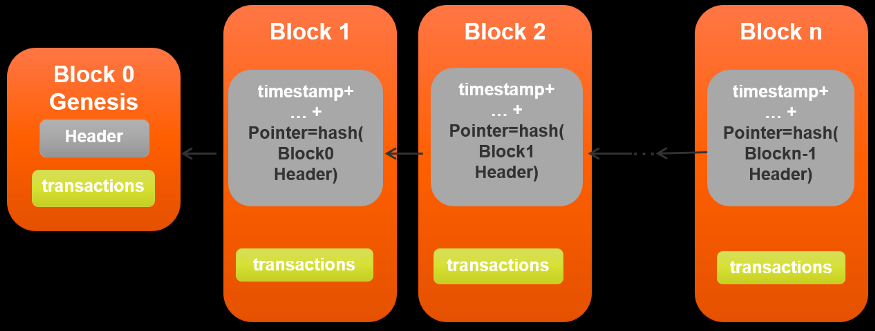 Block 0
Genesis
Header
transactions
Block 1
timestamp+
... +
Pointer=hash(
Block0
Header)
transactions
Block 2
timestamp+
... +
Pointer=hash(
Block1
Header)
transactions
...
Block n
timestamp+
... +
Pointer=hash(
Blockn-1
Header)
transactions